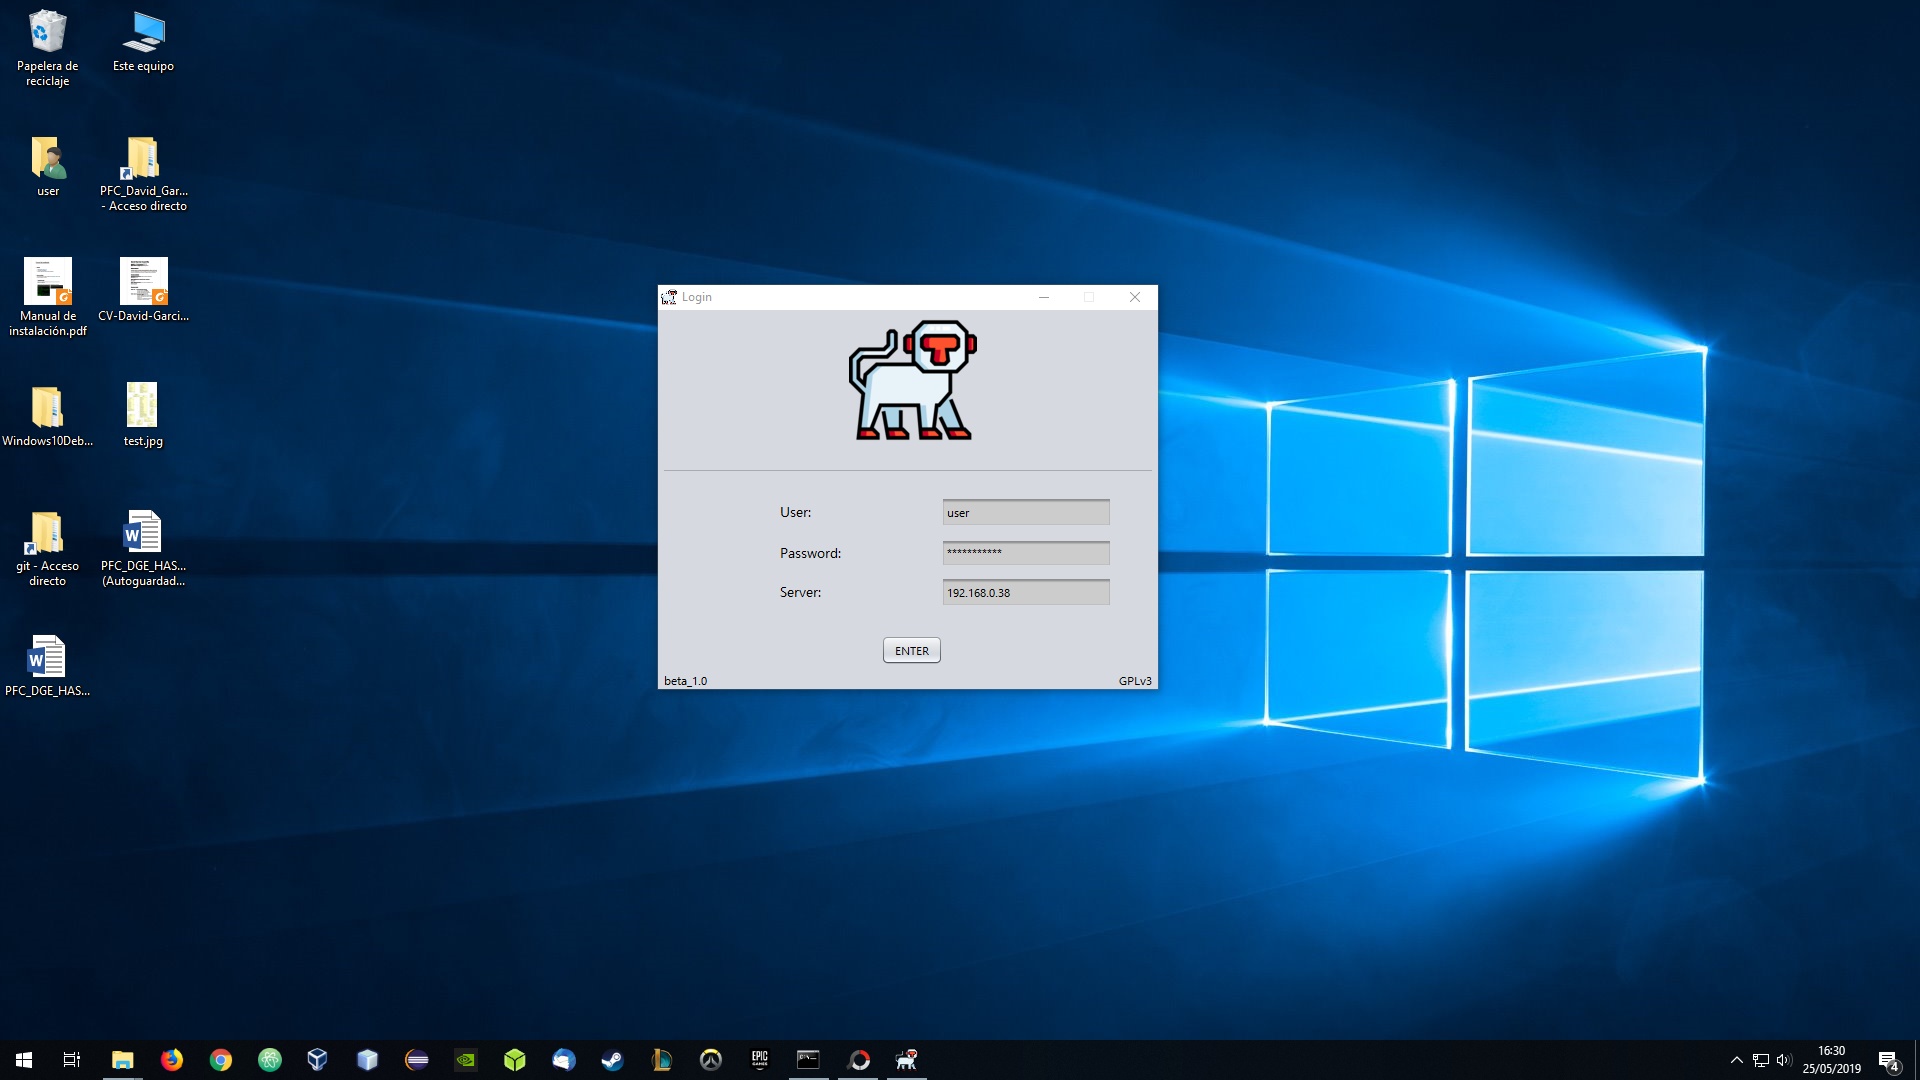 Papelera de
reciclaje
Este equipo
user
PFC_David_Gar...
- Acceso directo
Manual de
instalación.pdf
CV-David-Garci...
Windows10Deb...
test.jpg
git - Acceso
directo
PFC_DGE_HAS...
(Autoguardad...
PFC_DGE_HAS...
Login
User:
user
Password:
***********
Server:
192.168.0.38
ENTER
beta_1.0
GPLv3
EPIC
GAMES
16:30
25/05/2019
4